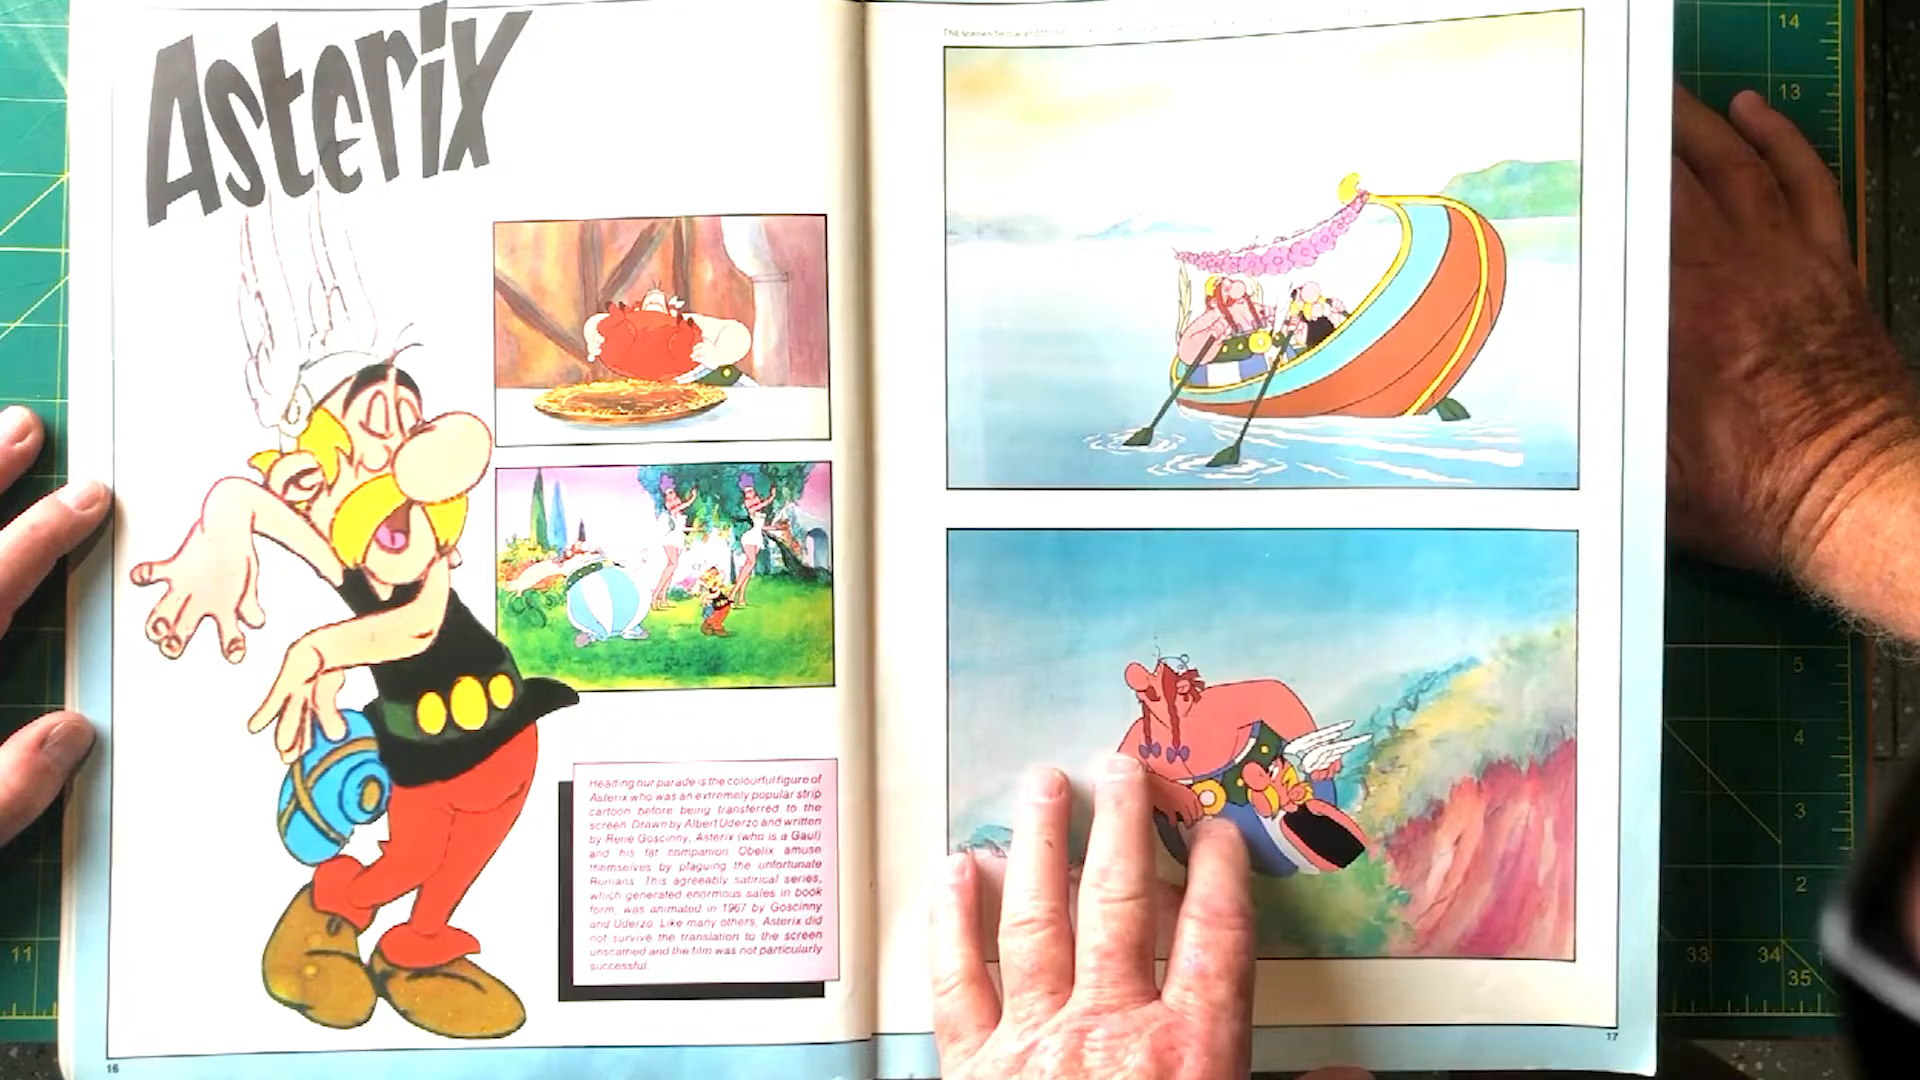 Asterix
Heading our parade is the colourful figure of
Asterix who was an extremely popular strip
cartoon before being transferred to the
screen. Drawn by Albert Uderzo and written
by René Goscinny, Asterix (who is a Gaul)
and his fat companion Obelix amuse
themselves by plaguing the unfortunate
Romans. This agreeably satirical series,
which generated enormous sales in book
form, was animated in 1967 by Goscinny
and Uderzo. Like many others, Asterix did
not survive the translation to the screen
unscathed and the film was not particularly
successful.
16
The scenes
17
14
13
5
4
3
2
11
33
34
35